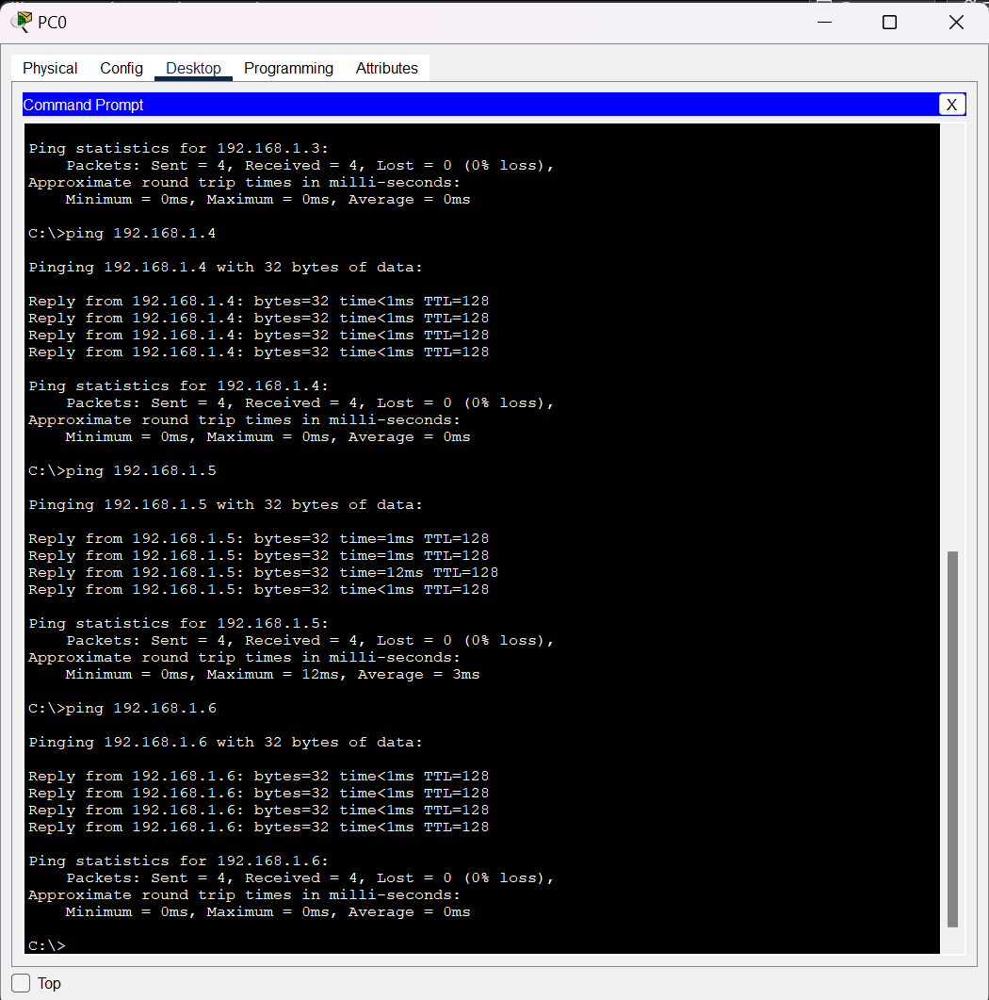 PC0
Physical Config Desktop Programming Attributes
Command Prompt
X
Ping statistics for 192.168.1.3:
    Packets: Sent = 4, Received = 4, Lost = 0 (0% loss),
Approximate round trip times in milli-seconds:
    Minimum = 0ms, Maximum = 0ms, Average = 0ms
C:\>ping 192.168.1.4
Pinging 192.168.1.4 with 32 bytes of data:
Reply from 192.168.1.4: bytes=32 time<1ms TTL=128
Reply from 192.168.1.4: bytes=32 time<1ms TTL=128
Reply from 192.168.1.4: bytes=32 time<1ms TTL=128
Reply from 192.168.1.4: bytes=32 time<1ms TTL=128
Ping statistics for 192.168.1.4:
    Packets: Sent = 4, Received = 4, Lost = 0 (0% loss),
Approximate round trip times in milli-seconds:
    Minimum = 0ms, Maximum = 0ms, Average = 0ms
C:\>ping 192.168.1.5
Pinging 192.168.1.5 with 32 bytes of data:
Reply from 192.168.1.5: bytes=32 time=1ms TTL=128
Reply from 192.168.1.5: bytes=32 time=1ms TTL=128
Reply from 192.168.1.5: bytes=32 time=12ms TTL=128
Reply from 192.168.1.5: bytes=32 time<1ms TTL=128
Ping statistics for 192.168.1.5:
    Packets: Sent = 4, Received = 4, Lost = 0 (0% loss),
Approximate round trip times in milli-seconds:
    Minimum = 0ms, Maximum = 12ms, Average = 3ms
C:\>ping 192.168.1.6
Pinging 192.168.1.6 with 32 bytes of data:
Reply from 192.168.1.6: bytes=32 time<1ms TTL=128
Reply from 192.168.1.6: bytes=32 time<1ms TTL=128
Reply from 192.168.1.6: bytes=32 time<1ms TTL=128
Reply from 192.168.1.6: bytes=32 time<1ms TTL=128
Ping statistics for 192.168.1.6:
    Packets: Sent = 4, Received = 4, Lost = 0 (0% loss),
Approximate round trip times in milli-seconds:
    Minimum = 0ms, Maximum = 0ms, Average = 0ms
C:\>
Top